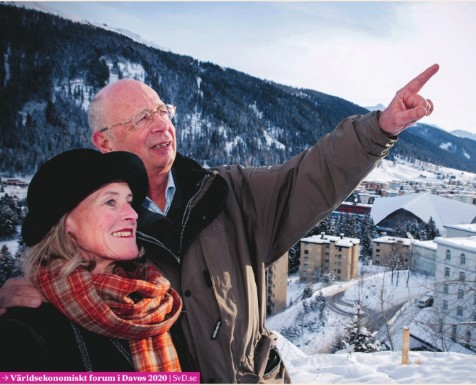 → Världsekonomiskt forum i Davos 2020 | SvD.se